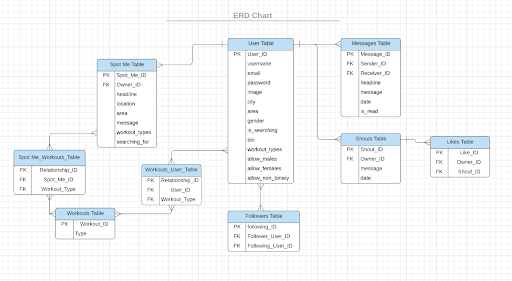 ERD Chart
Spot Me Table
PK Spot_Me_ID
FK Owner_ID
headline
location
area
message
workout_types
searching_for
User Table
PK User_ID
username
email
password
image
city
area
gender
is_searching
bio
workout_types
allow_males
allow_females
allow_non_binary
Messages Table
PK Message_ID
FK Sender_ID
FK Receiver_ID
headline
message
date
is_read
Shouts Table
PK Shout_ID
FK Owner_ID
message
date
Likes Table
PK Like_ID
FK Owner_ID
FK Shout_ID
Spot Me_Workouts_Table
PK Relationship_ID
FK Spot_Me_ID
FK Workout_Type
Workouts_User_Table
PK Relationship_ID
FK User_ID
FK Workout_Type
Workouts Table
PK Workout_ID
Type
Followers Table
PK following_ID
FK Follower_User_ID
FK Following_User_ID